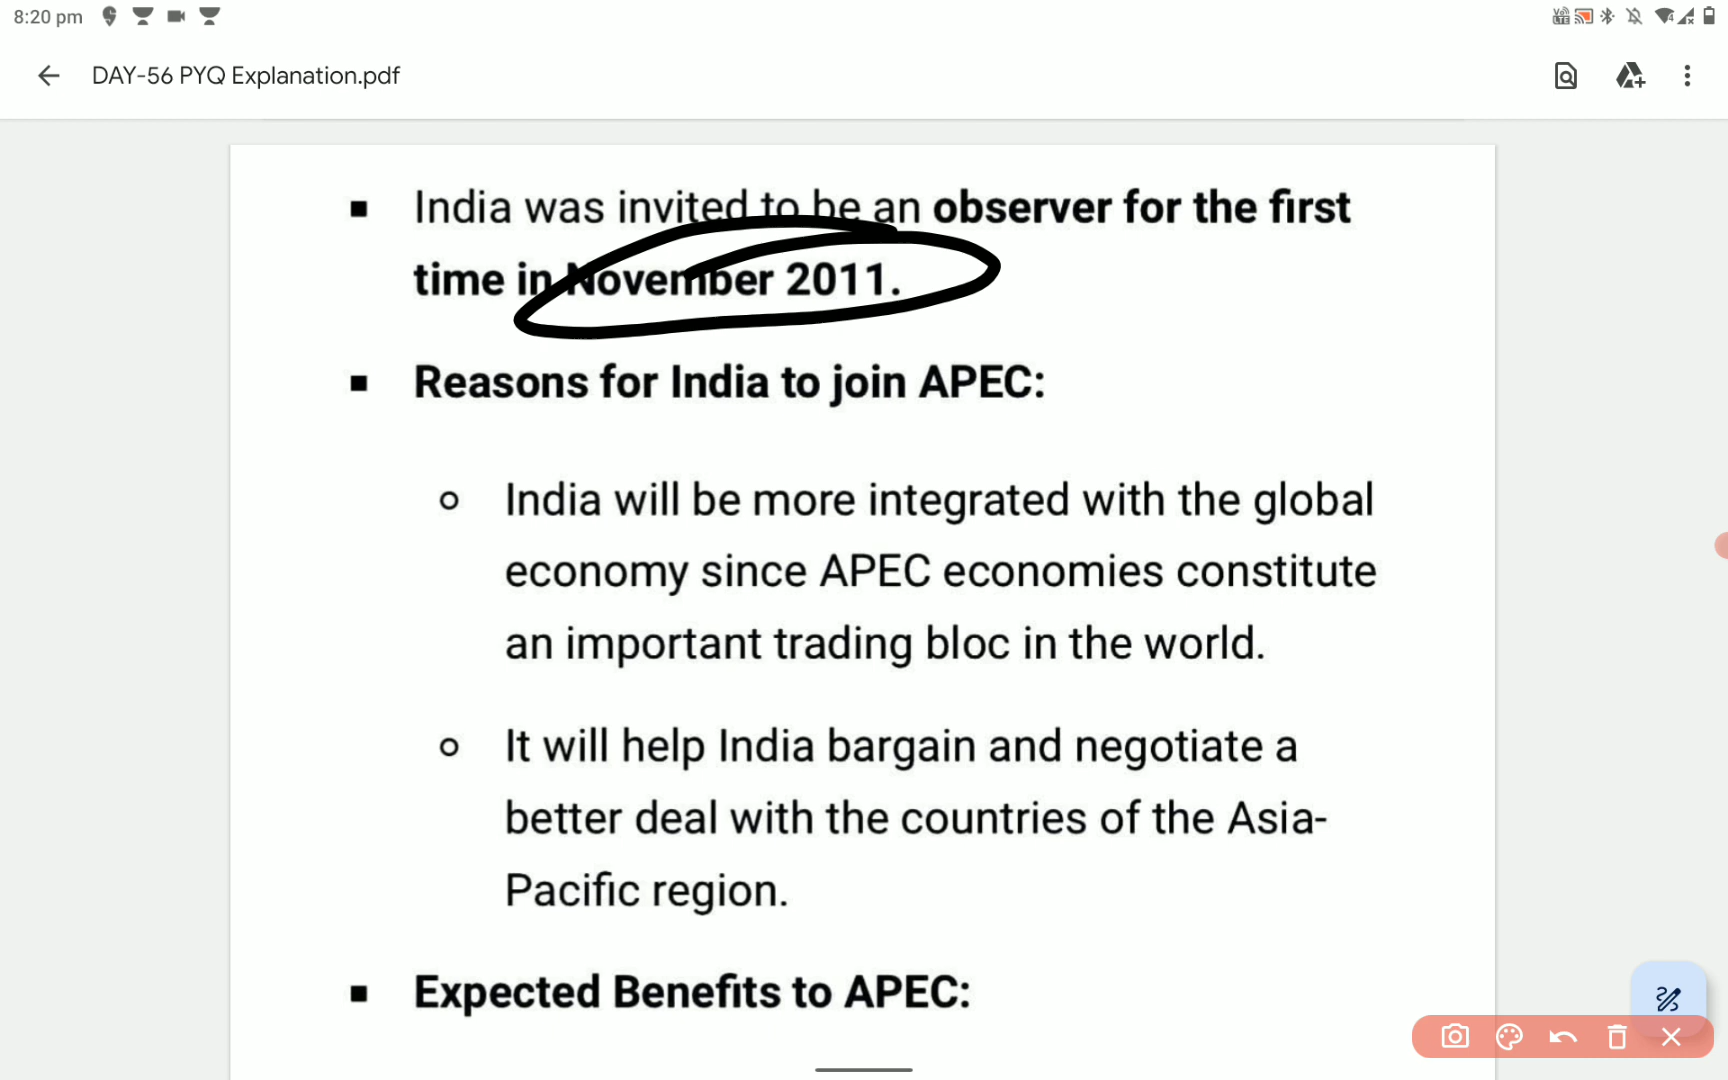 8:20 pm
DAY-56 PYQ Explanation.pdf
India was invited to be an observer for the first
time in November 2011.
Reasons for India to join APEC:
India will be more integrated with the global
economy since APEC economies constitute
an important trading bloc in the world.
It will help India bargain and negotiate a
better deal with the countries of the Asia-
Pacific region.
Expected Benefits to APEC: